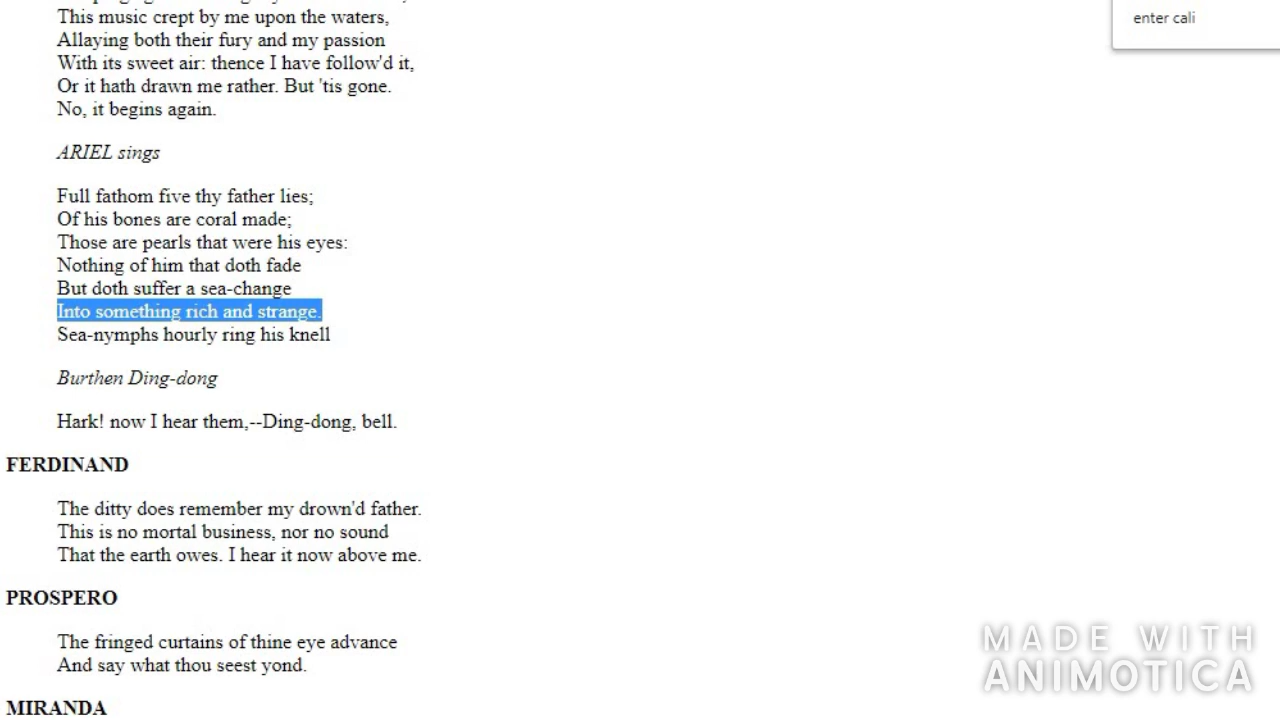 This music crept by me upon the waters,
Allaying both their fury and my passion
With its sweet air: thence I have follow'd it,
Or it hath drawn me rather. But 'tis gone.
No, it begins again.
ARIEL sings
Full fathom five thy father lies;
Of his bones are coral made;
Those are pearls that were his eyes:
Nothing of him that doth fade
But doth suffer a sea-change
Into something rich and strange.
Sea-nymphs hourly ring his knell
Burthen Ding-dong
Hark! now I hear them,--Ding-dong, bell.
FERDINAND
The ditty does remember my drown'd father.
This is no mortal business, nor no sound
That the earth owes. I hear it now above me.
PROSPERO
The fringed curtains of thine eye advance
And say what thou seest yond.
MIRANDA
enter cali
MADE WITH
ANIMOTICA